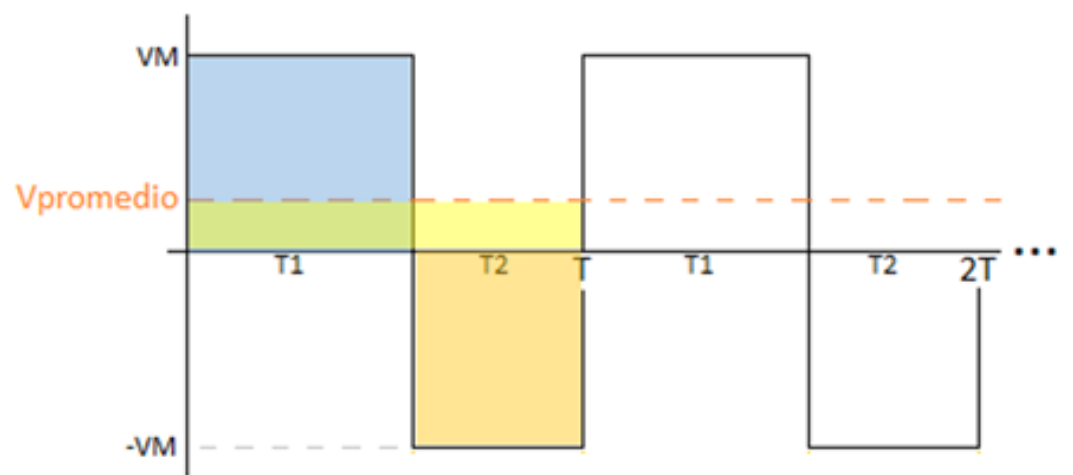 VM
Vpromedio
T1 T2 T T1 T2 2T ...
-VM